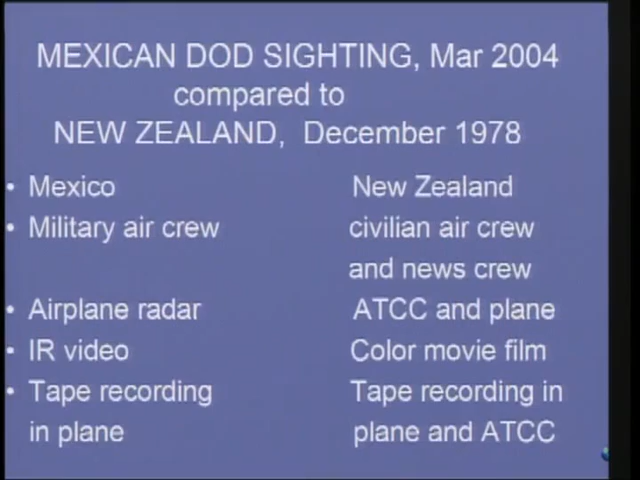 MEXICAN DOD SIGHTING, Mar 2004
compared to
NEW ZEALAND, December 1978
• Mexico New Zealand
• Military air crew civilian air crew
and news crew
• Airplane radar ATCC and plane
• IR video Color movie film
• Tape recording Tape recording in
in plane plane and ATCC